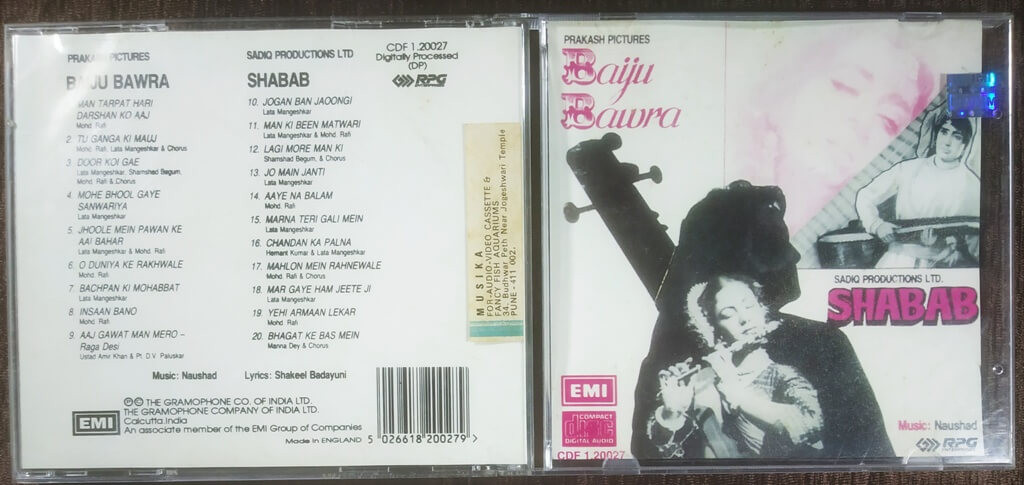 PRAKASH PICTURES
BAIJU BAWRA
1. MAN TARPAT HARI
DARSHAN KO AAJ
Mohd. Rafi
2. TU GANGA KI MAUJ
Mohd. Rafi, Lata Mangeshkar & Chorus
3. DOOR KOI GAE
Lata Mangeshkar, Shamshad Begum,
Mohd. Rafi & Chorus
4. MOHE BHOOL GAYE
SANWARIYA
Lata Mangeshkar
5. JHOOLE MEIN PAWAN KE
AAI BAHAR
Lata Mangeshkar & Mohd. Rafi
6. O DUNIYA KE RAKHWALE
Mohd. Rafi
7. BACHPAN KI MOHABBAT
Lata Mangeshkar
8. INSAAN BANO
Mohd. Rafi
9. AAJ GAWAT MAN MERO –
Raga Desi
Ustad Amir Khan & Pt. D.V. Paluskar
SADIQ PRODUCTIONS LTD
SHABAB
10. JOGAN BAN JAOONGI
Lata Mangeshkar
11. MAN KI BEEN MATWARI
Lata Mangeshkar & Mohd. Rafi
12. LAGI MORE MAN KI
Shamshad Begum, & Chorus
13. JO MAIN JANTI
Lata Mangeshkar
14. AAYE NA BALAM
Mohd. Rafi
15. MARNA TERI GALI MEIN
Lata Mangeshkar
16. CHANDAN KA PALNA
Hemant Kumar & Lata Mangeshkar
17. MAHLON MEIN RAHNEWALE
Mohd. Rafi & Chorus
18. MAR GAYE HAM JEETE JI
Lata Mangeshkar
19. YEHI ARMAAN LEKAR
Mohd. Rafi
20. BHAGAT KE BAS MEIN
Manna Dey & Chorus
CDF 1.20027
Digitally Processed
(DP)
RPG
MUSIKA
FOR-AUDIO-VIDEO CASSETTE &
FANCY FISH AQUARIUMS
34, Budhwar Peth Near Jogeshwari Temple
PUNE-411 002.
Music: Naushad Lyrics: Shakeel Badayuni
EMI
Ⓟ© THE GRAMOPHONE CO. OF INDIA LTD.
THE GRAMOPHONE COMPANY OF INDIA LTD.
Calcutta.India
An associate member of the EMI Group of Companies
Made in ENGLAND
5 026618 200279 >
PRAKASH PICTURES
Baiju
Bawra
SADIQ PRODUCTIONS LTD.
SHABAB
EMI
COMPACT
disc
DIGITAL AUDIO
CDF 1.20027
Music: Naushad
RPG